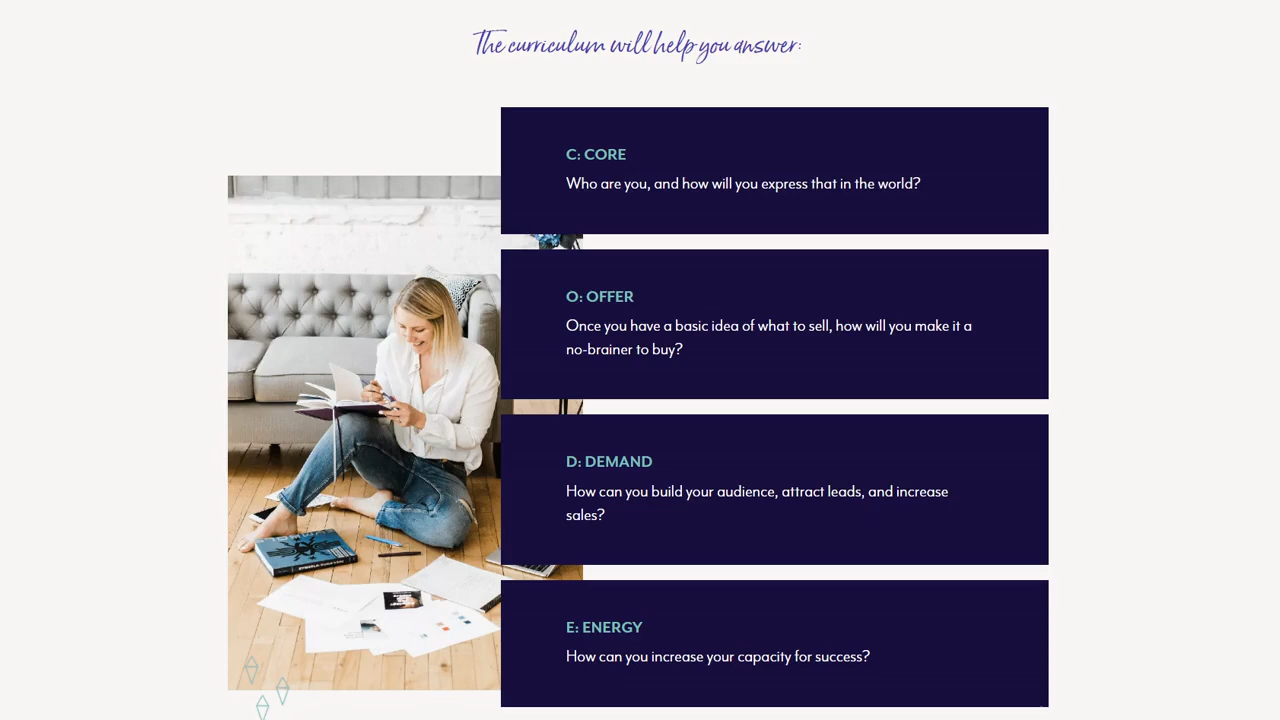 The curriculum will help you answer:
C: CORE
Who are you, and how will you express that in the world?
O: OFFER
Once you have a basic idea of what to sell, how will you make it a
no-brainer to buy?
D: DEMAND
How can you build your audience, attract leads, and increase
sales?
E: ENERGY
How can you increase your capacity for success?